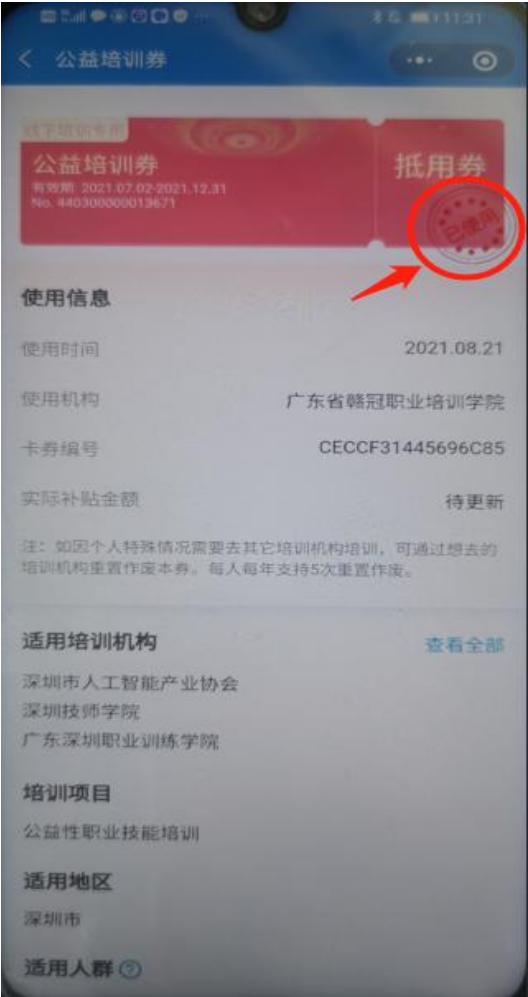 11:31
公益培训券
线下培训专用
公益培训券
有效期 2021.07.02-2021.12.31
No. 440300000013671
抵用券
已使用
使用信息
使用时间 2021.08.21
使用机构 广东省赣冠职业培训学院
卡券编号 CECCF31445696C85
实际补贴金额 待更新
注：如因个人特殊情况需要去其它培训机构培训，可通过想去的
培训机构重置作废本券。每人每年支持5次重置作废。
适用培训机构 查看全部
深圳市人工智能产业协会
深圳技师学院
广东深圳职业训练学院
培训项目
公益性职业技能培训
适用地区
深圳市
适用人群 ?